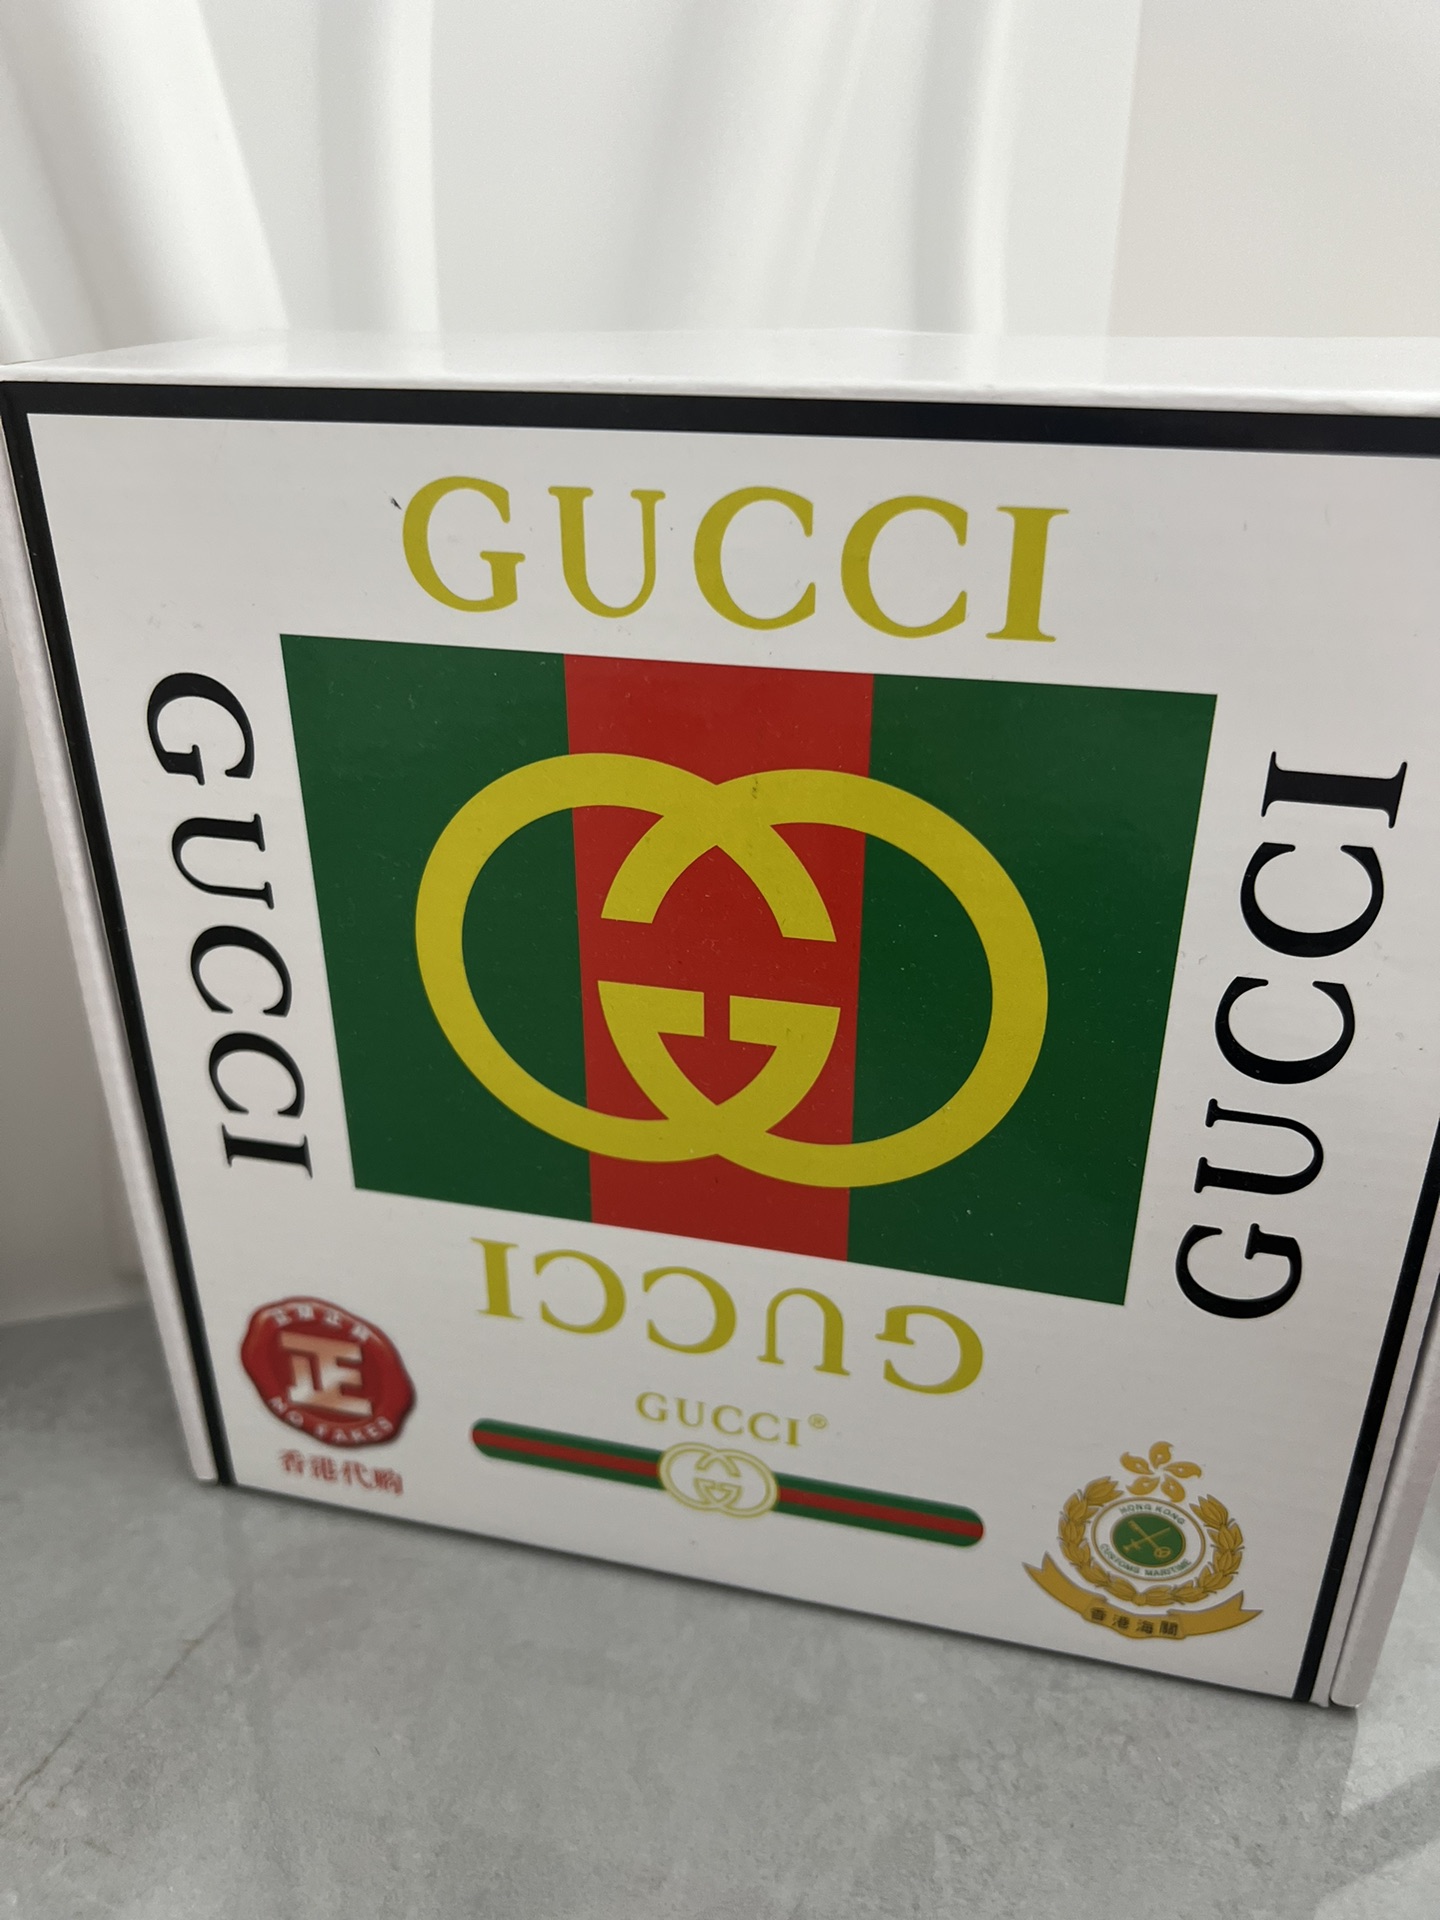 GUCCI
GUCCI
GUCCI
GUCCI
正
NO FAKES
香港代购
GUCCI®
HONG KONG
CUSTOMS MARITIME
香港海關